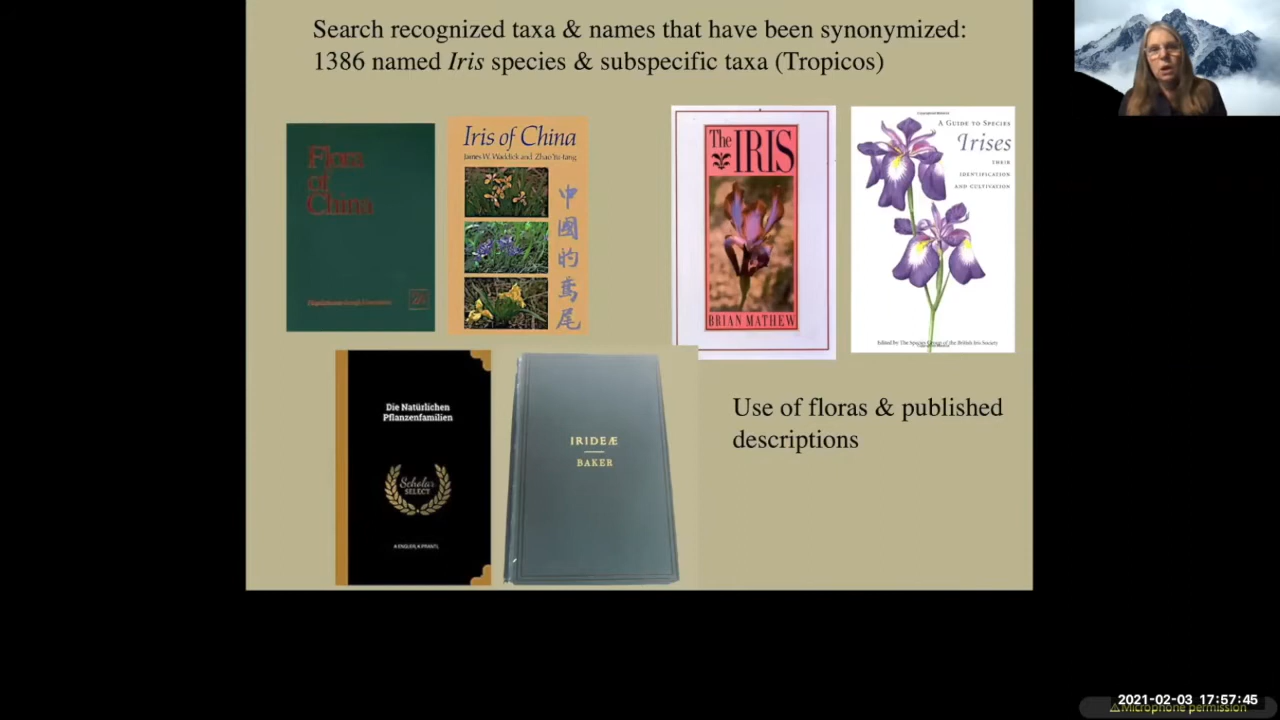 Search recognized taxa & names that have been synonymized:
1386 named Iris species & subspecific taxa (Tropicos)
Flora
of
China
Iris of China
James W. Waddick and Zhao Yu-tang
中
國
的
鸢
尾
The
IRIS
BRIAN MATHEW
A GUIDE TO SPECIES
Irises
THEIR
IDENTIFICATION
AND CULTIVATION
Edited by The Species Group of the British Iris Society
Die Natürlichen
Pflanzenfamilien
Scholar
SELECT
IRIDEÆ
BAKER
Use of floras & published
descriptions
2021-02-03 17:57:45
Microphone permission